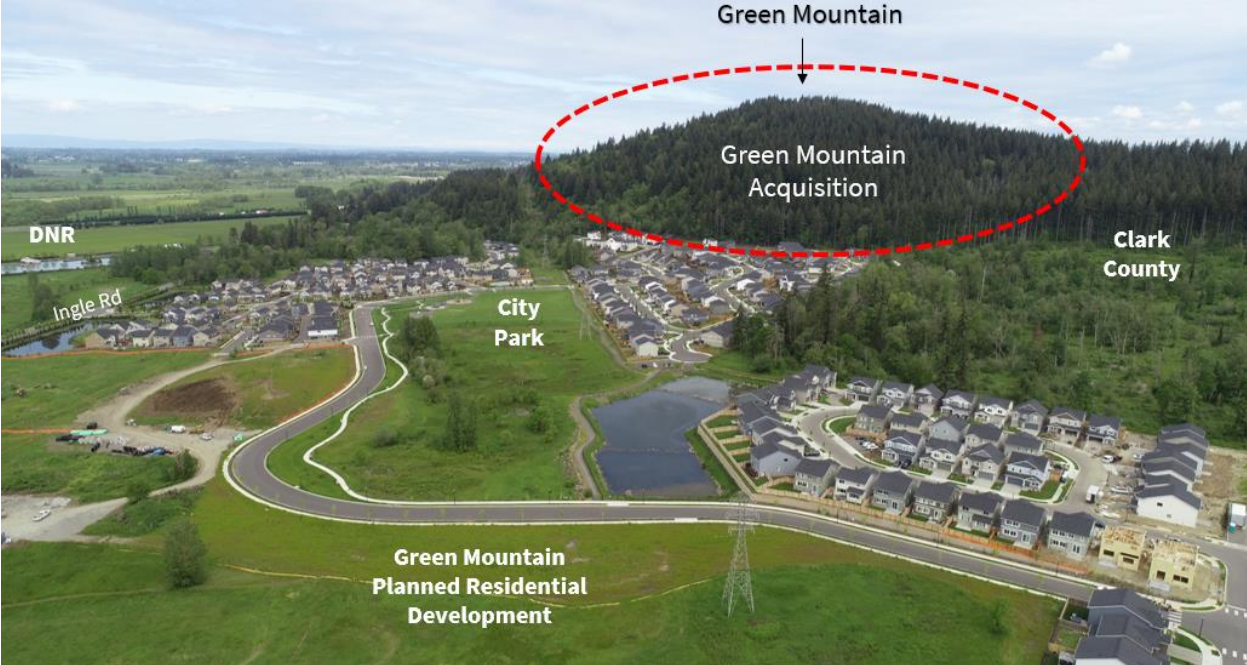 Green Mountain
Green Mountain
Acquisition
DNR
Clark
County
Ingle Rd
City
Park
Green Mountain
Planned Residential
Development